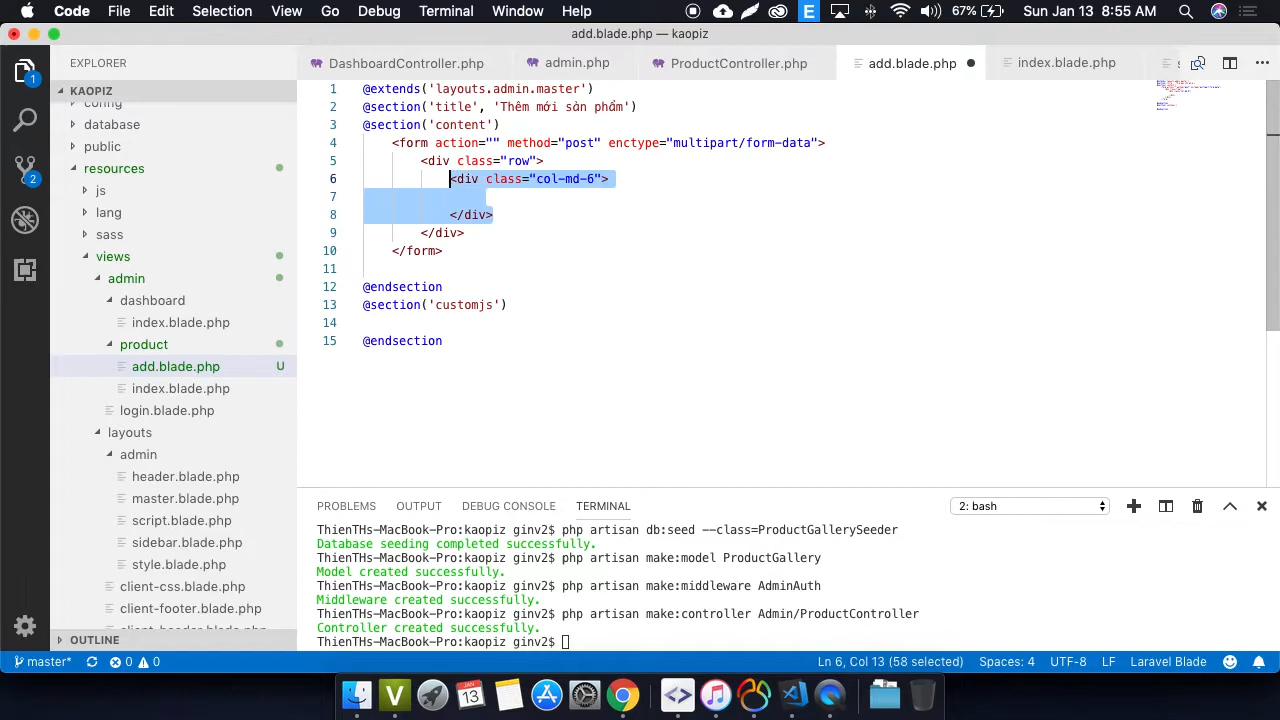 Code File Edit Selection View Go Debug Terminal Window Help E 67% Sun Jan 13 8:55 AM
add.blade.php — kaopiz
EXPLORER
DashboardController.php admin.php ProductController.php add.blade.php index.blade.php
KAOPIZ
config
database
public
resources
js
lang
sass
views
admin
dashboard
index.blade.php
product
add.blade.php U
index.blade.php
login.blade.php
layouts
admin
header.blade.php
master.blade.php
script.blade.php
sidebar.blade.php
style.blade.php
client-css.blade.php
client-footer.blade.php
client-header.blade.php
OUTLINE
1 @extends('layouts.admin.master')
2 @section('title', 'Thêm mới sản phẩm')
3 @section('content')
4 <form action="" method="post" enctype="multipart/form-data">
5 <div class="row">
6 <div class="col-md-6">
7
8 </div>
9 </div>
10 </form>
11
12 @endsection
13 @section('customjs')
14
15 @endsection
PROBLEMS OUTPUT DEBUG CONSOLE TERMINAL 2: bash
ThienTHs-MacBook-Pro:kaopiz ginv2$ php artisan db:seed --class=ProductGallerySeeder
Database seeding completed successfully.
ThienTHs-MacBook-Pro:kaopiz ginv2$ php artisan make:model ProductGallery
Model created successfully.
ThienTHs-MacBook-Pro:kaopiz ginv2$ php artisan make:middleware AdminAuth
Middleware created successfully.
ThienTHs-MacBook-Pro:kaopiz ginv2$ php artisan make:controller Admin/ProductController
Controller created successfully.
ThienTHs-MacBook-Pro:kaopiz ginv2$
master* 0 0 Ln 6, Col 13 (58 selected) Spaces: 4 UTF-8 LF Laravel Blade